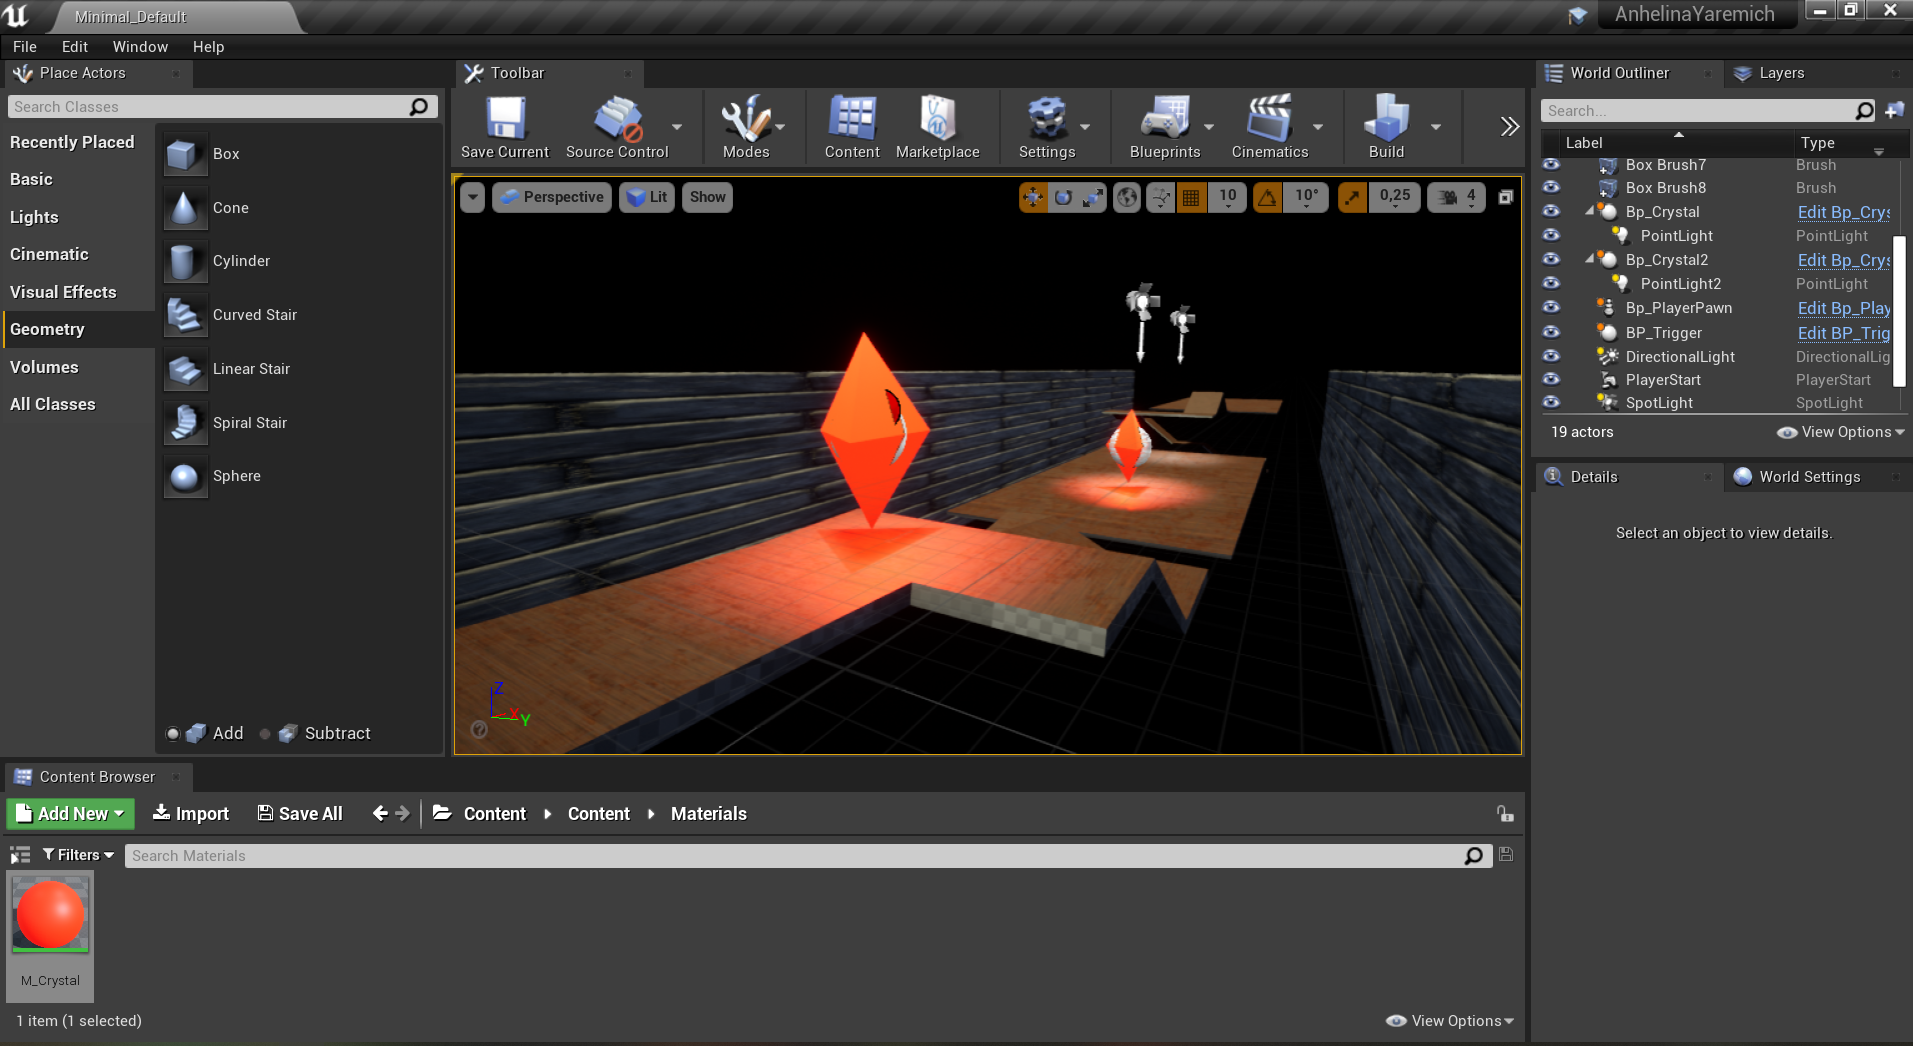 Minimal_Default
AnhelinaYaremich
File Edit Window Help
Place Actors
Search Classes
Recently Placed
Basic
Lights
Cinematic
Visual Effects
Geometry
Volumes
All Classes
Box
Cone
Cylinder
Curved Stair
Linear Stair
Spiral Stair
Sphere
Add Subtract
Toolbar
Save Current Source Control Modes Content Marketplace Settings Blueprints Cinematics Build
Perspective Lit Show 10 10° 0,25 4
Z
X
Y
World Outliner Layers
Search...
Label Type
Box Brush7 Brush
Box Brush8 Brush
Bp_Crystal Edit Bp_Crys
PointLight PointLight
Bp_Crystal2 Edit Bp_Crys
PointLight2 PointLight
Bp_PlayerPawn Edit Bp_Play
BP_Trigger Edit BP_Trig
DirectionalLight DirectionalLig
PlayerStart PlayerStart
SpotLight SpotLight
19 actors View Options
Details World Settings
Select an object to view details.
Content Browser
Add New Import Save All Content Content Materials
Filters Search Materials
M_Crystal
1 item (1 selected) View Options